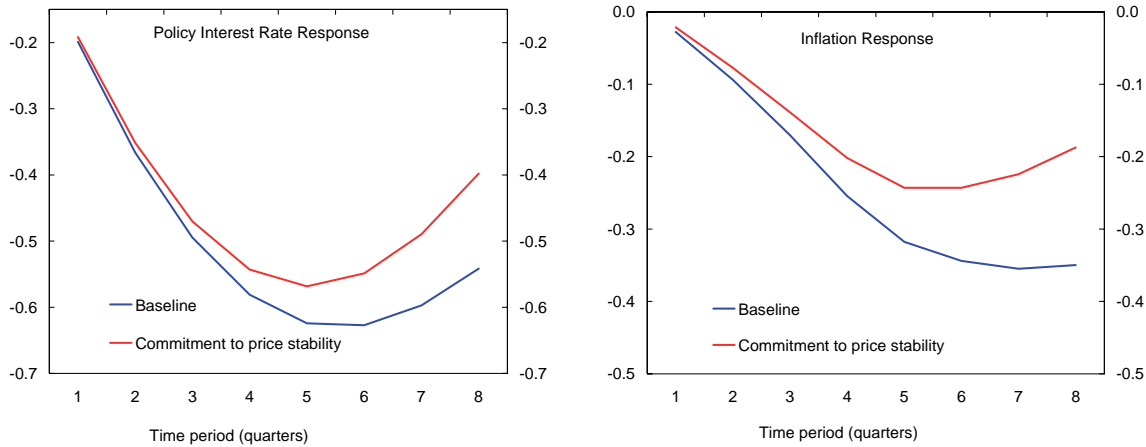 Policy Interest Rate Response
-0.2 -0.2
-0.3 -0.3
-0.4 -0.4
-0.5 -0.5
-0.6 -0.6
-0.7 -0.7
Baseline
Commitment to price stability
1 2 3 4 5 6 7 8
Time period (quarters)
Inflation Response
0.0 0.0
-0.1 -0.1
-0.2 -0.2
-0.3 -0.3
-0.4 -0.4
-0.5 -0.5
Baseline
Commitment to price stability
1 2 3 4 5 6 7 8
Time period (quarters)